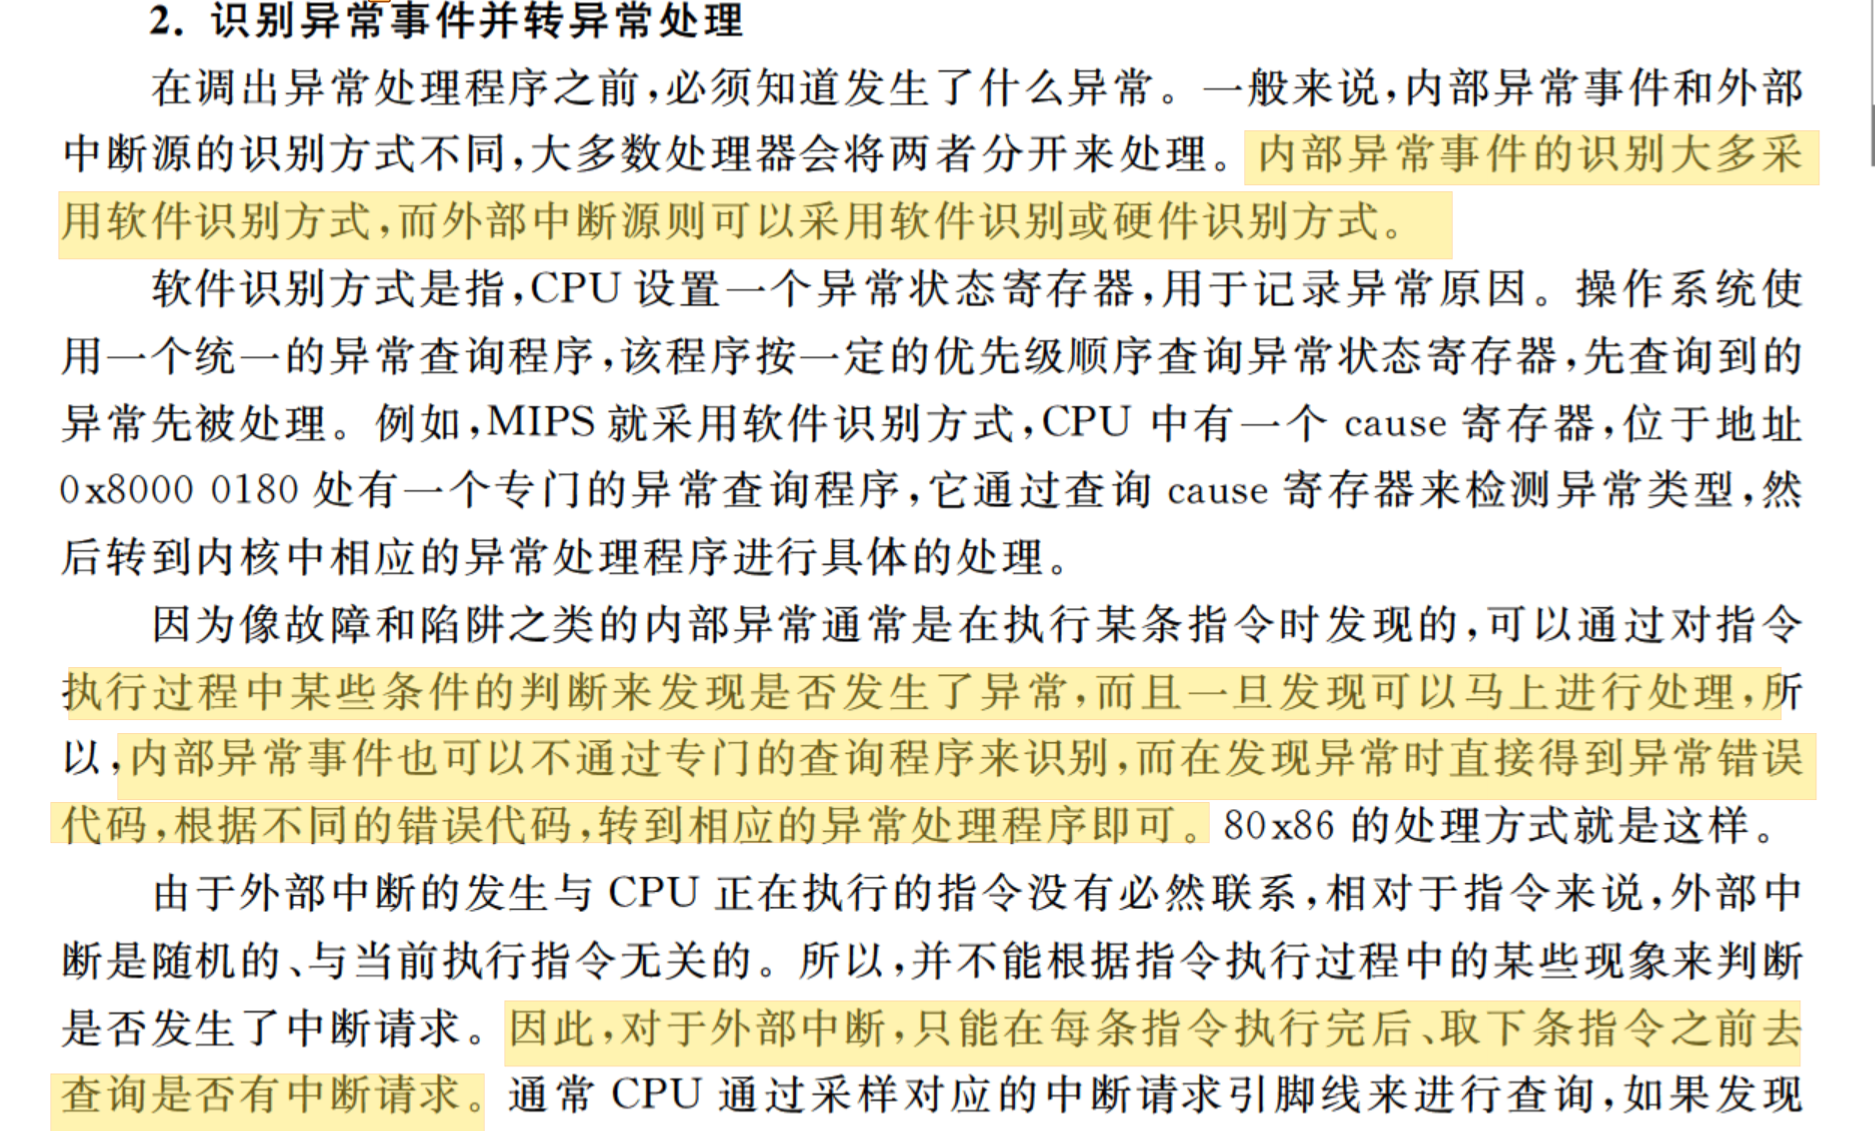 2. 识别异常事件并转异常处理
在调出异常处理程序之前,必须知道发生了什么异常。一般来说,内部异常事件和外部
中断源的识别方式不同,大多数处理器会将两者分开来处理。内部异常事件的识别大多采
用软件识别方式,而外部中断源则可以采用软件识别或硬件识别方式。
软件识别方式是指,CPU 设置一个异常状态寄存器,用于记录异常原因。操作系统使
用一个统一的异常查询程序,该程序按一定的优先级顺序查询异常状态寄存器,先查询到的
异常先被处理。例如,MIPS 就采用软件识别方式,CPU 中有一个 cause 寄存器,位于地址
0x8000 0180 处有一个专门的异常查询程序,它通过查询 cause 寄存器来检测异常类型,然
后转到内核中相应的异常处理程序进行具体的处理。
因为像故障和陷阱之类的内部异常通常是在执行某条指令时发现的,可以通过对指令
执行过程中某些条件的判断来发现是否发生了异常,而且一旦发现可以马上进行处理,所
以,内部异常事件也可以不通过专门的查询程序来识别,而在发现异常时直接得到异常错误
代码,根据不同的错误代码,转到相应的异常处理程序即可。80x86 的处理方式就是这样。
由于外部中断的发生与 CPU 正在执行的指令没有必然联系,相对于指令来说,外部中
断是随机的、与当前执行指令无关的。所以,并不能根据指令执行过程中的某些现象来判断
是否发生了中断请求。因此,对于外部中断,只能在每条指令执行完后、取下条指令之前去
查询是否有中断请求。通常 CPU 通过采样对应的中断请求引脚线来进行查询,如果发现